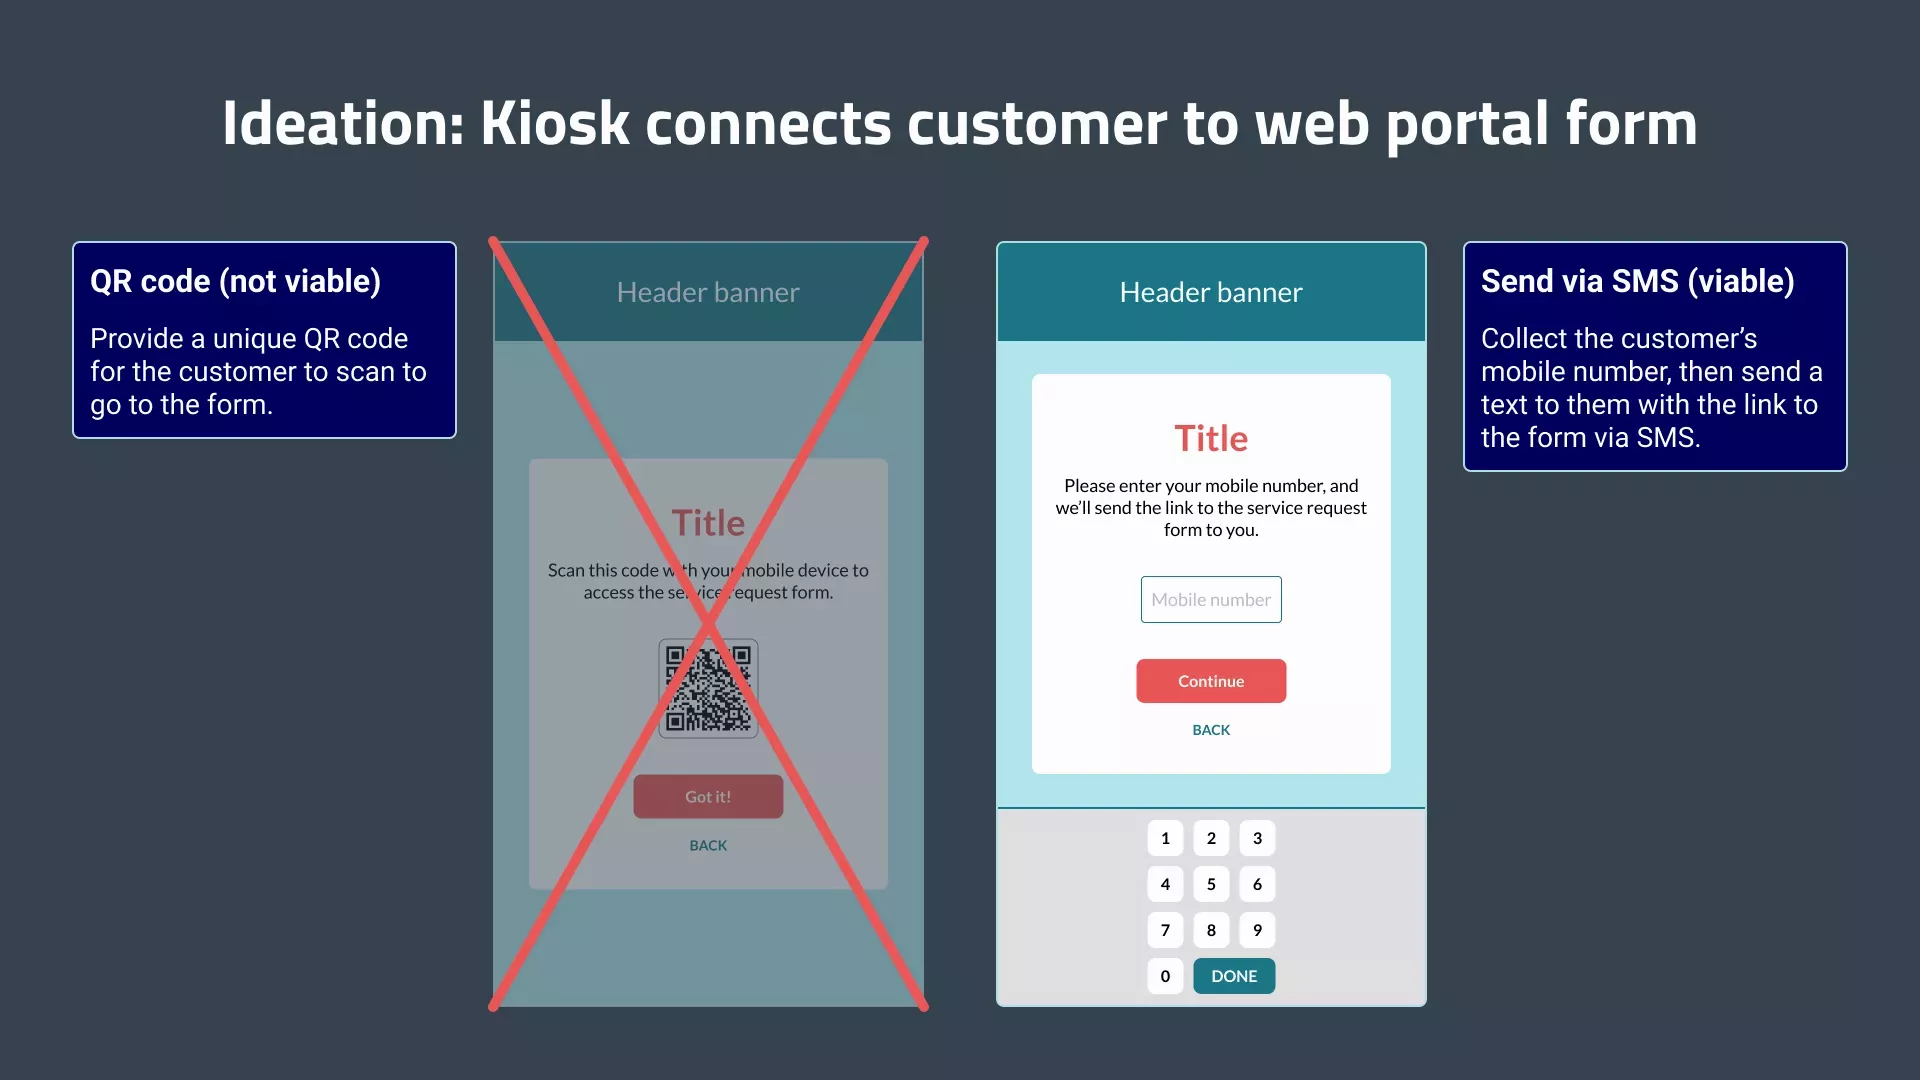 Ideation: Kiosk connects customer to web portal form
QR code (not viable)
Provide a unique QR code
for the customer to scan to
go to the form.
Header banner
Title
Scan this code with your mobile device to
access the service request form.
Got it!
BACK
Header banner
Title
Please enter your mobile number, and
we'll send the link to the service request
form to you.
Mobile number
Continue
BACK
1 2 3
4 5 6
7 8 9
0 DONE
Send via SMS (viable)
Collect the customer’s
mobile number, then send a
text to them with the link to
the form via SMS.